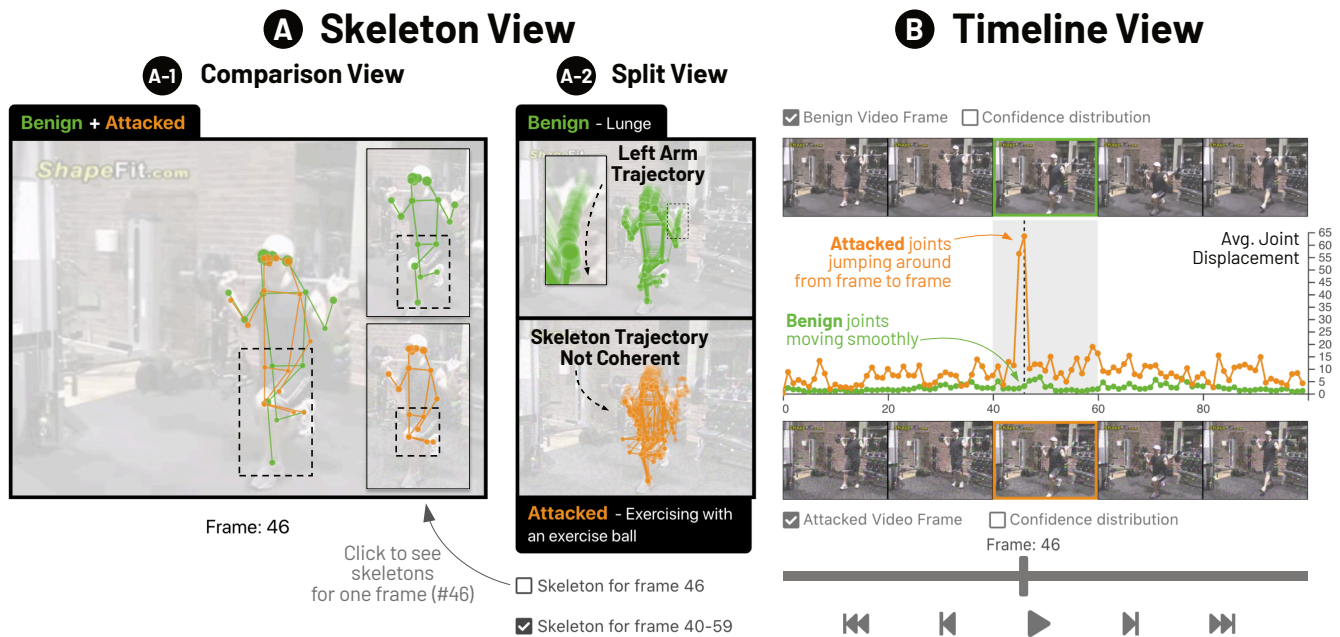 A Skeleton View
A-1 Comparison View
Benign + Attacked
ShapeFit.com
Frame: 46
Click to see
skeletons
for one frame (#46)
A-2 Split View
Benign - Lunge
Left Arm
Trajectory
Skeleton Trajectory
Not Coherent
Attacked - Exercising with
an exercise ball
Skeleton for frame 46
Skeleton for frame 40-59
B Timeline View
Benign Video Frame Confidence distribution
Attacked joints
jumping around
from frame to frame
Benign joints
moving smoothly
Avg. Joint
Displacement
65
60
55
50
45
40
35
30
25
20
15
10
5
0
0 20 40 60 80
Attacked Video Frame Confidence distribution
Frame: 46